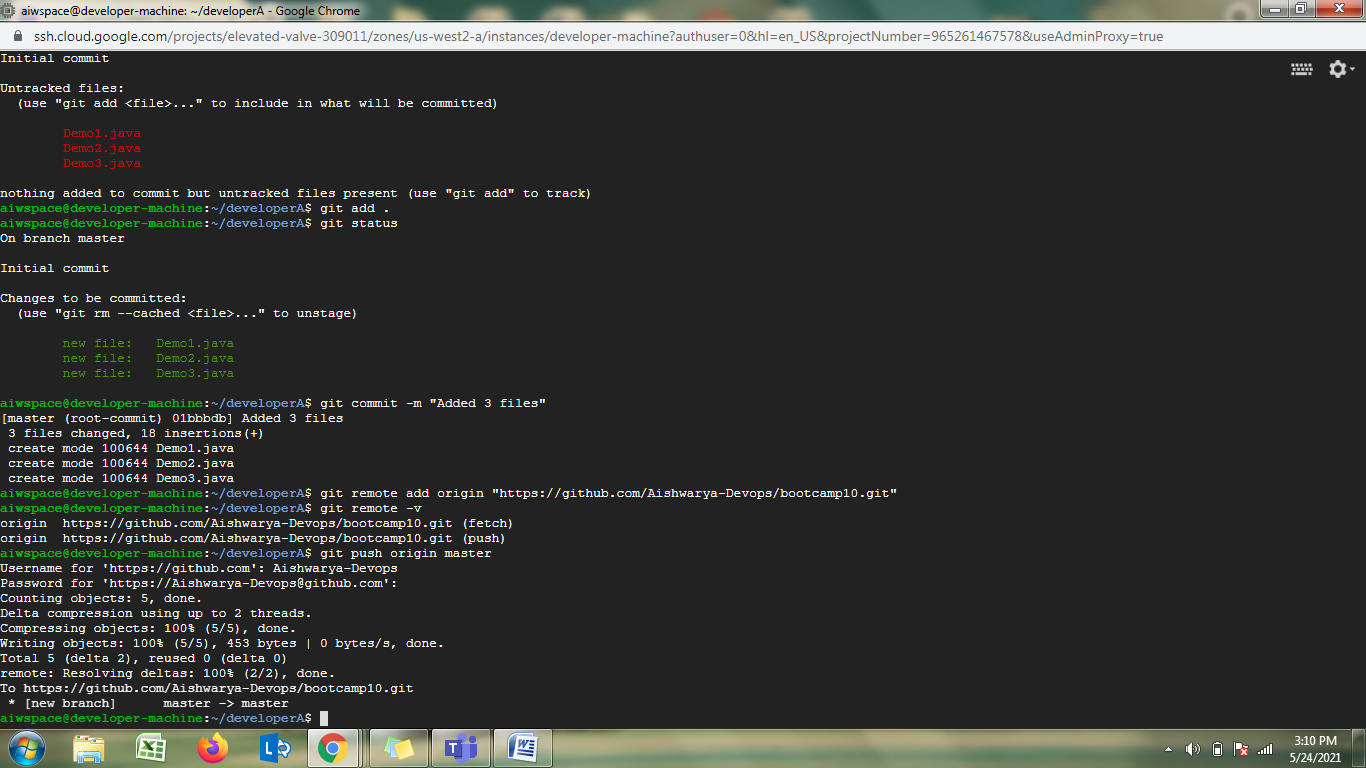 aiwspace@developer-machine: ~/developerA - Google Chrome
ssh.cloud.google.com/projects/elevated-valve-309011/zones/us-west2-a/instances/developer-machine?authuser=0&hl=en_US&projectNumber=965261467578&useAdminProxy=true
Initial commit
Untracked files:
  (use "git add <file>..." to include in what will be committed)
        Demo1.java
        Demo2.java
        Demo3.java
nothing added to commit but untracked files present (use "git add" to track)
aiwspace@developer-machine:~/developerA$ git add .
aiwspace@developer-machine:~/developerA$ git status
On branch master
Initial commit
Changes to be committed:
  (use "git rm --cached <file>..." to unstage)
        new file:   Demo1.java
        new file:   Demo2.java
        new file:   Demo3.java
aiwspace@developer-machine:~/developerA$ git commit -m "Added 3 files"
[master (root-commit) 01bbbdb] Added 3 files
 3 files changed, 18 insertions(+)
 create mode 100644 Demo1.java
 create mode 100644 Demo2.java
 create mode 100644 Demo3.java
aiwspace@developer-machine:~/developerA$ git remote add origin "https://github.com/Aishwarya-Devops/bootcamp10.git"
aiwspace@developer-machine:~/developerA$ git remote -v
origin  https://github.com/Aishwarya-Devops/bootcamp10.git (fetch)
origin  https://github.com/Aishwarya-Devops/bootcamp10.git (push)
aiwspace@developer-machine:~/developerA$ git push origin master
Username for 'https://github.com': Aishwarya-Devops
Password for 'https://Aishwarya-Devops@github.com':
Counting objects: 5, done.
Delta compression using up to 2 threads.
Compressing objects: 100% (5/5), done.
Writing objects: 100% (5/5), 453 bytes | 0 bytes/s, done.
Total 5 (delta 2), reused 0 (delta 0)
remote: Resolving deltas: 100% (2/2), done.
To https://github.com/Aishwarya-Devops/bootcamp10.git
 * [new branch]      master -> master
aiwspace@developer-machine:~/developerA$
3:10 PM
5/24/2021